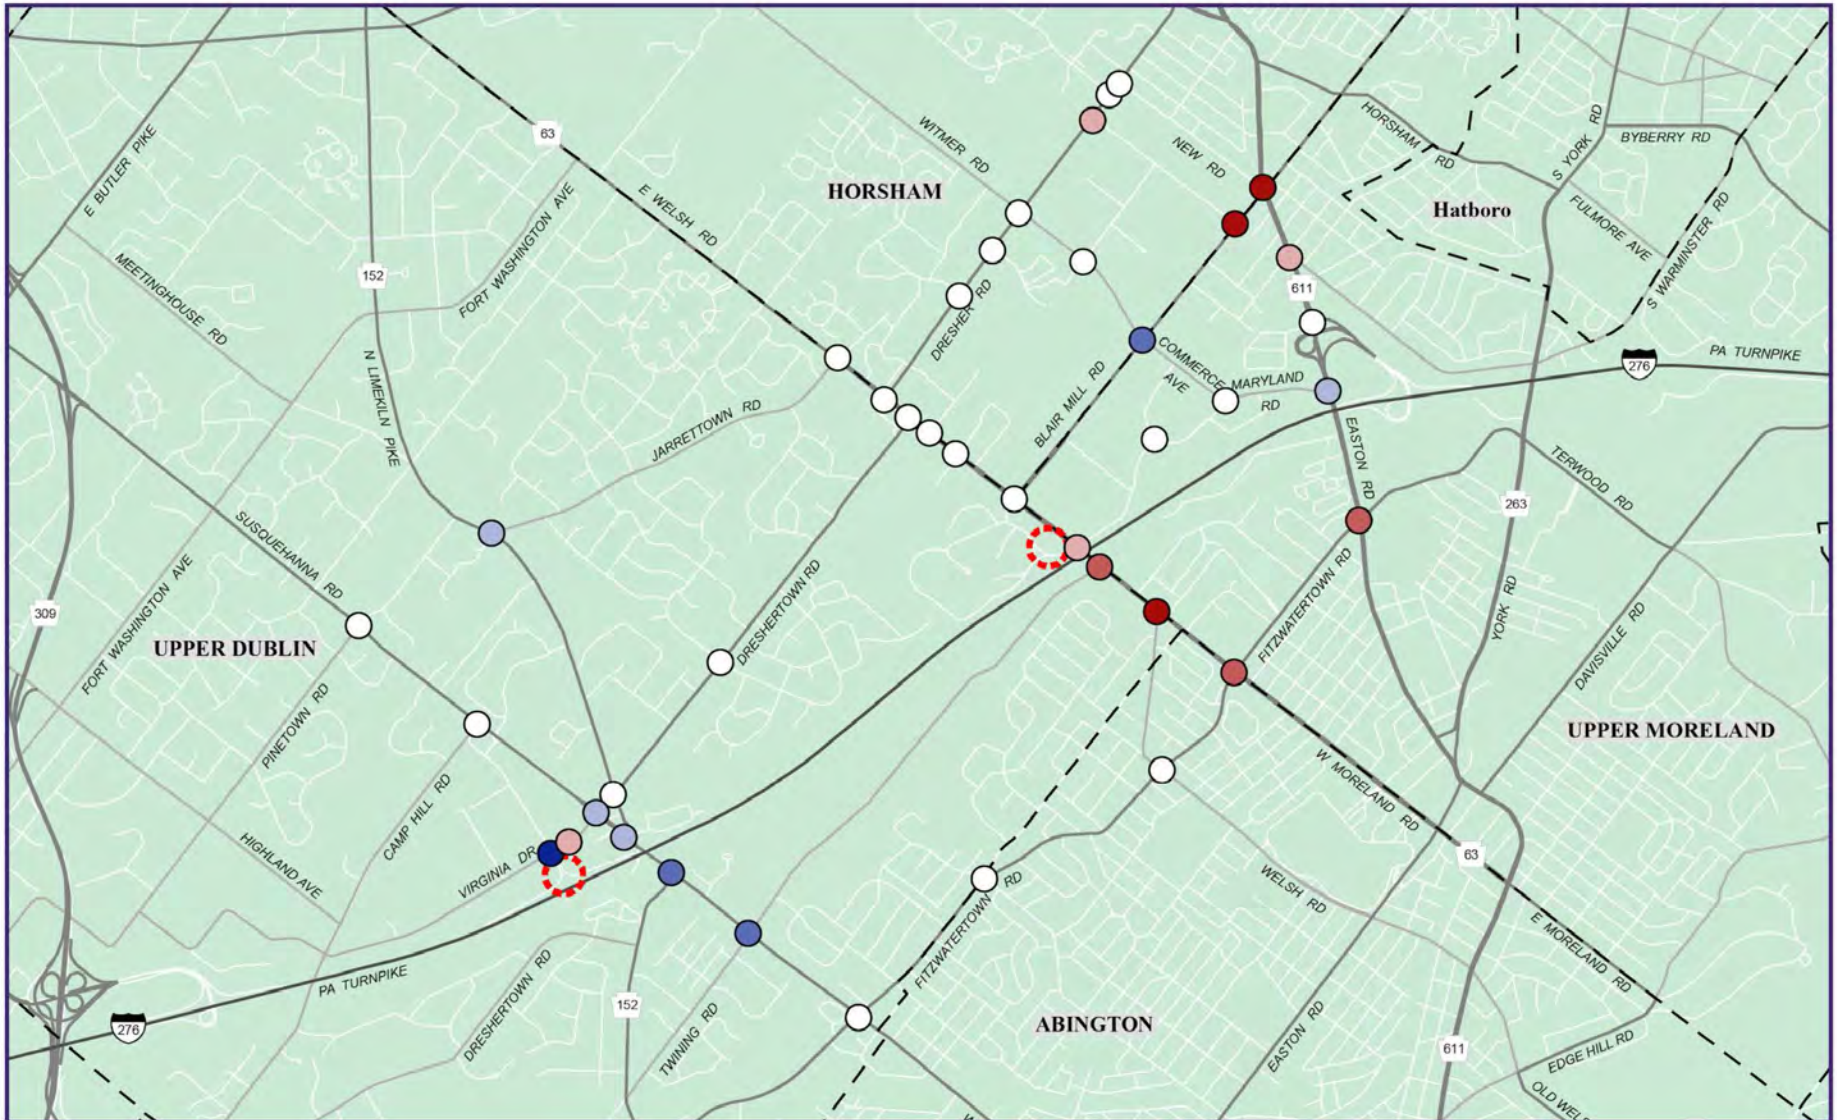 63
WITMER RD
NEW RD
HORSHAM RD
S YORK RD
BYBERRY RD
E BUTLER PIKE
HORSHAM
E WELSH RD
Hatboro
FULMORE AVE
S WARMINSTER RD
FORT WASHINGTON AVE
MEETINGHOUSE RD
152
611
DRESHER RD
N LIMEKILN PIKE
COMMERCE AVE
MARYLAND RD
PA TURNPIKE
276
BLAIR MILL RD
JARRETTOWN RD
EASTON RD
TERWOOD RD
263
SUSQUEHANNA RD
309
FORT WASHINGTON AVE
UPPER DUBLIN
DRESHERTOWN RD
FITZWATERTOWN RD
YORK RD
DAVISVILLE RD
PINETOWN RD
UPPER MORELAND
W MORELAND RD
CAMP HILL RD
HIGHLAND AVE
VIRGINIA DR
63
WELSH RD
FITZWATERTOWN RD
E MORELAND RD
PA TURNPIKE
276
DRESHERTOWN RD
152
TWINING RD
ABINGTON
EASTON RD
611
EDGE HILL RD